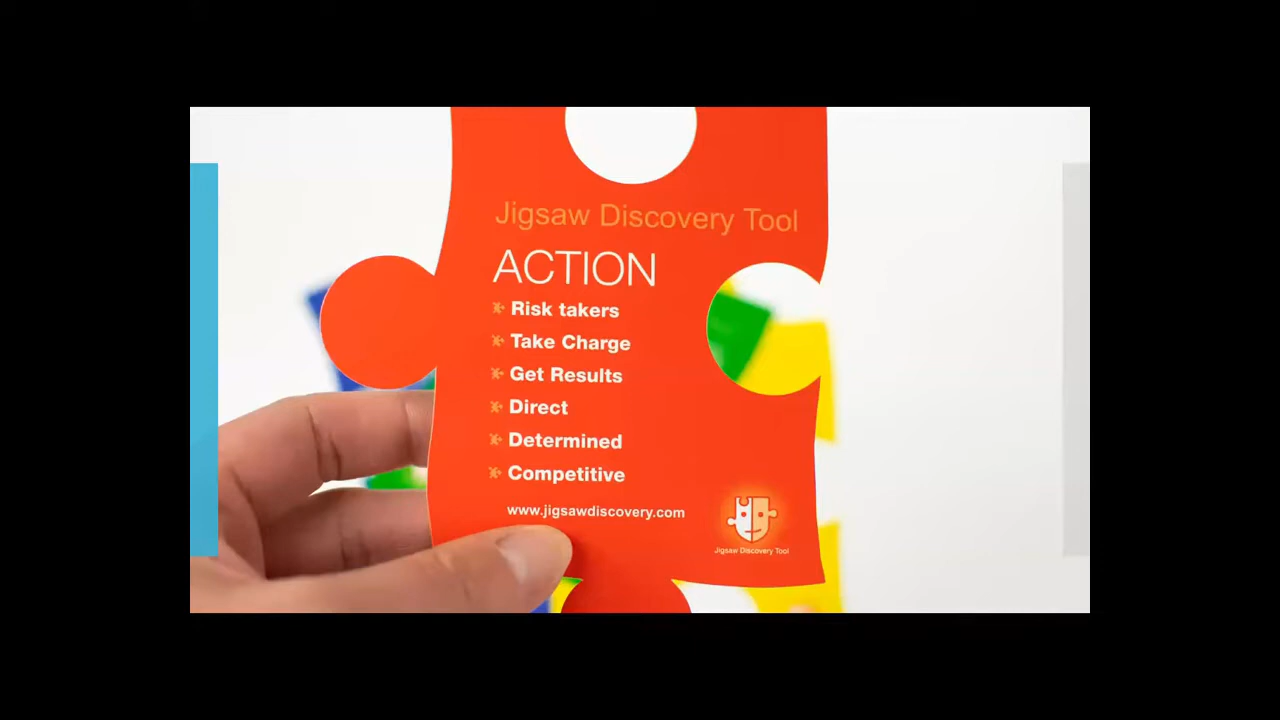 Jigsaw Discovery Tool
ACTION
Risk takers
Take Charge
Get Results
Direct
Determined
Competitive
www.jigsawdiscovery.com
Jigsaw Discovery Tool